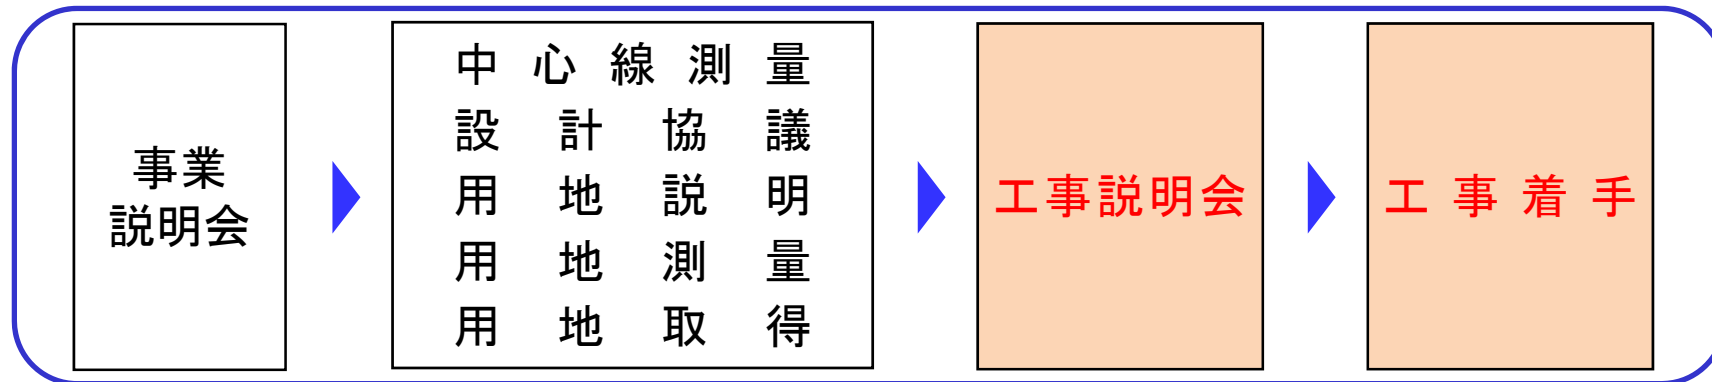 事業
説明会
中心線測量
設計協議
用地説明
用地測量
用地取得
工事説明会
工事着手